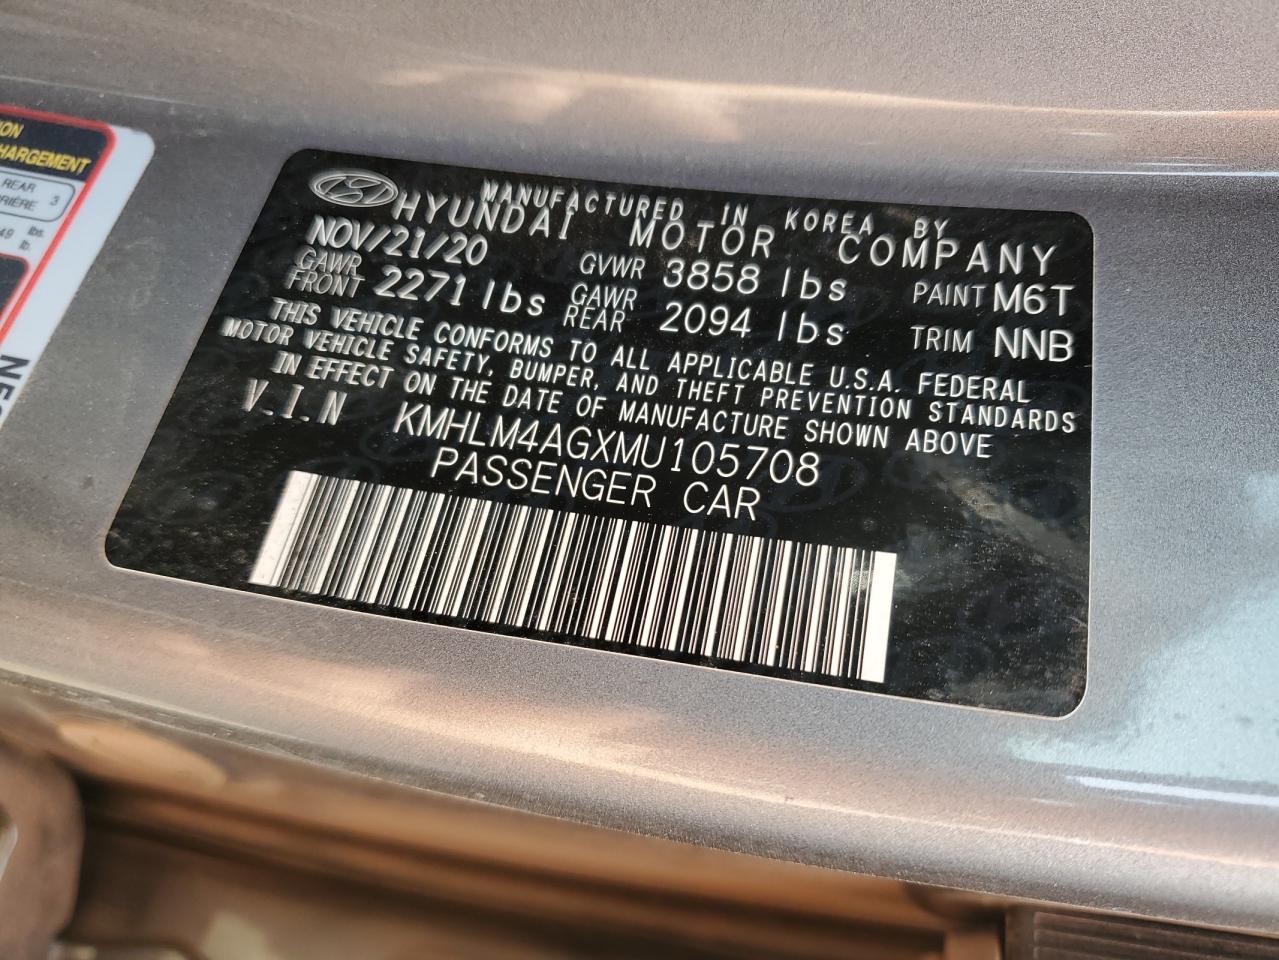 ION
HARGEMENT
REAR 3
RIÈRE
lbs.
lb.
MANUFACTURED IN KOREA BY
HYUNDAI MOTOR COMPANY
NOV/21/20 GVWR 3858 lbs PAINT M6T
GAWR FRONT 2271 lbs GAWR REAR 2094 lbs TRIM NNB
THIS VEHICLE CONFORMS TO ALL APPLICABLE U.S.A. FEDERAL
MOTOR VEHICLE SAFETY, BUMPER, AND THEFT PREVENTION STANDARDS
IN EFFECT ON THE DATE OF MANUFACTURE SHOWN ABOVE
V.I.N KMHLM4AGXMU105708
PASSENGER CAR